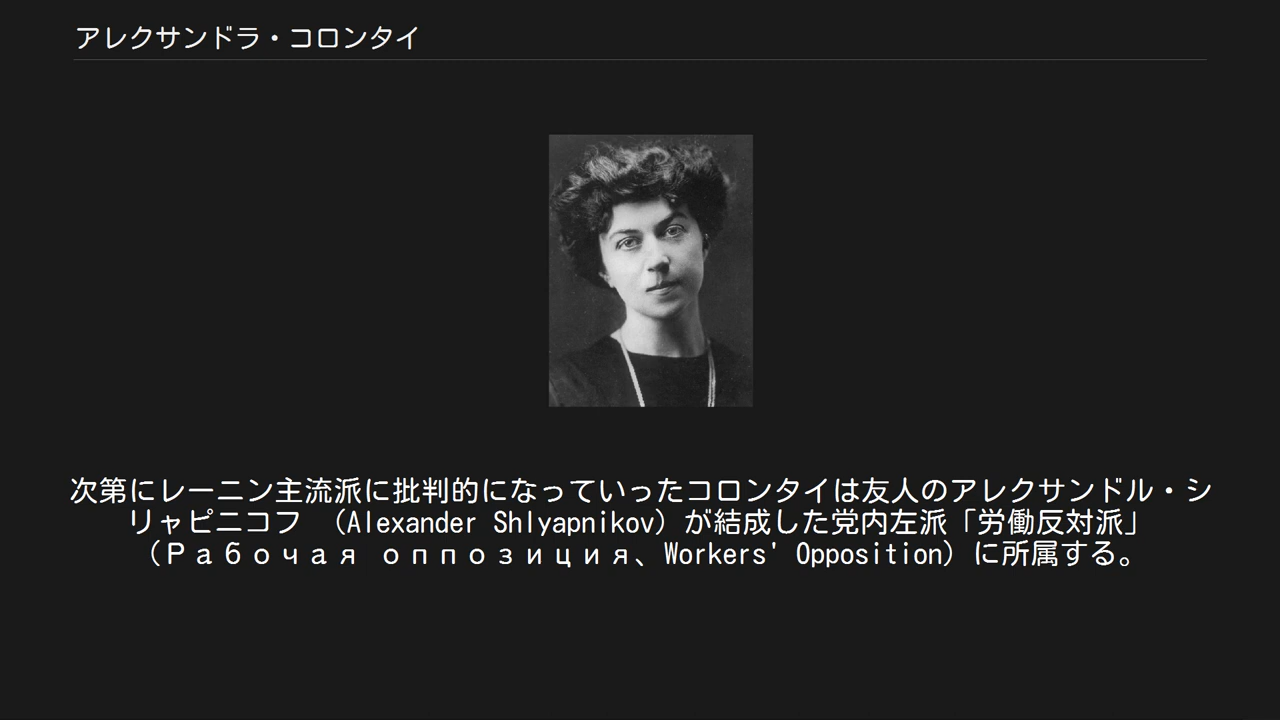 アレクサンドラ・コロンタイ
次第にレーニン主流派に批判的になっていったコロンタイは友人のアレクサンドル・シ
リャピニコフ （Alexander Shlyapnikov）が結成した党内左派「労働反対派」
（Рабочая оппозиция、Workers' Opposition）に所属する。